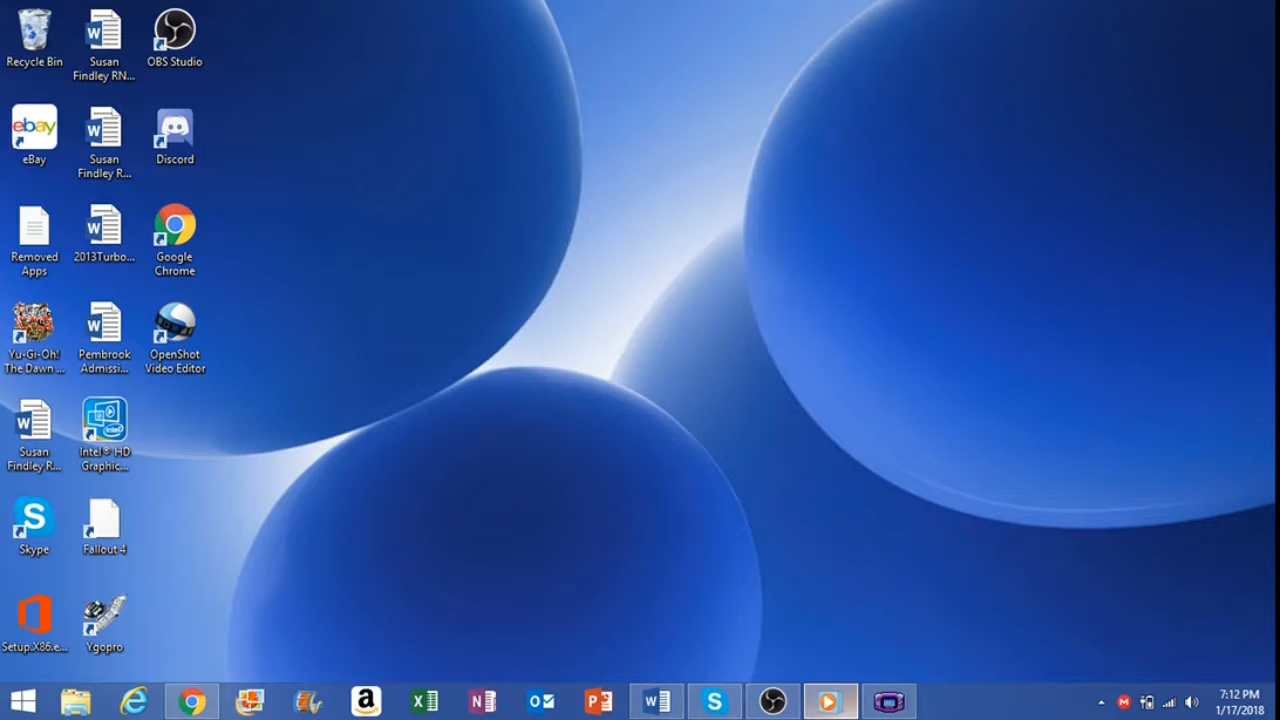 Recycle Bin
Susan
Findley RN...
OBS Studio
ebay
eBay
Susan
Findley R...
Discord
Removed
Apps
2013Turbo...
Google
Chrome
Yu-Gi-Oh!
The Dawn ...
Pembrook
Admissi...
OpenShot
Video Editor
Susan
Findley R...
intel
Intel® HD
Graphic...
S
Skype
Fallout 4
Setup.X86.e...
Ygopro
7:12 PM
1/17/2018